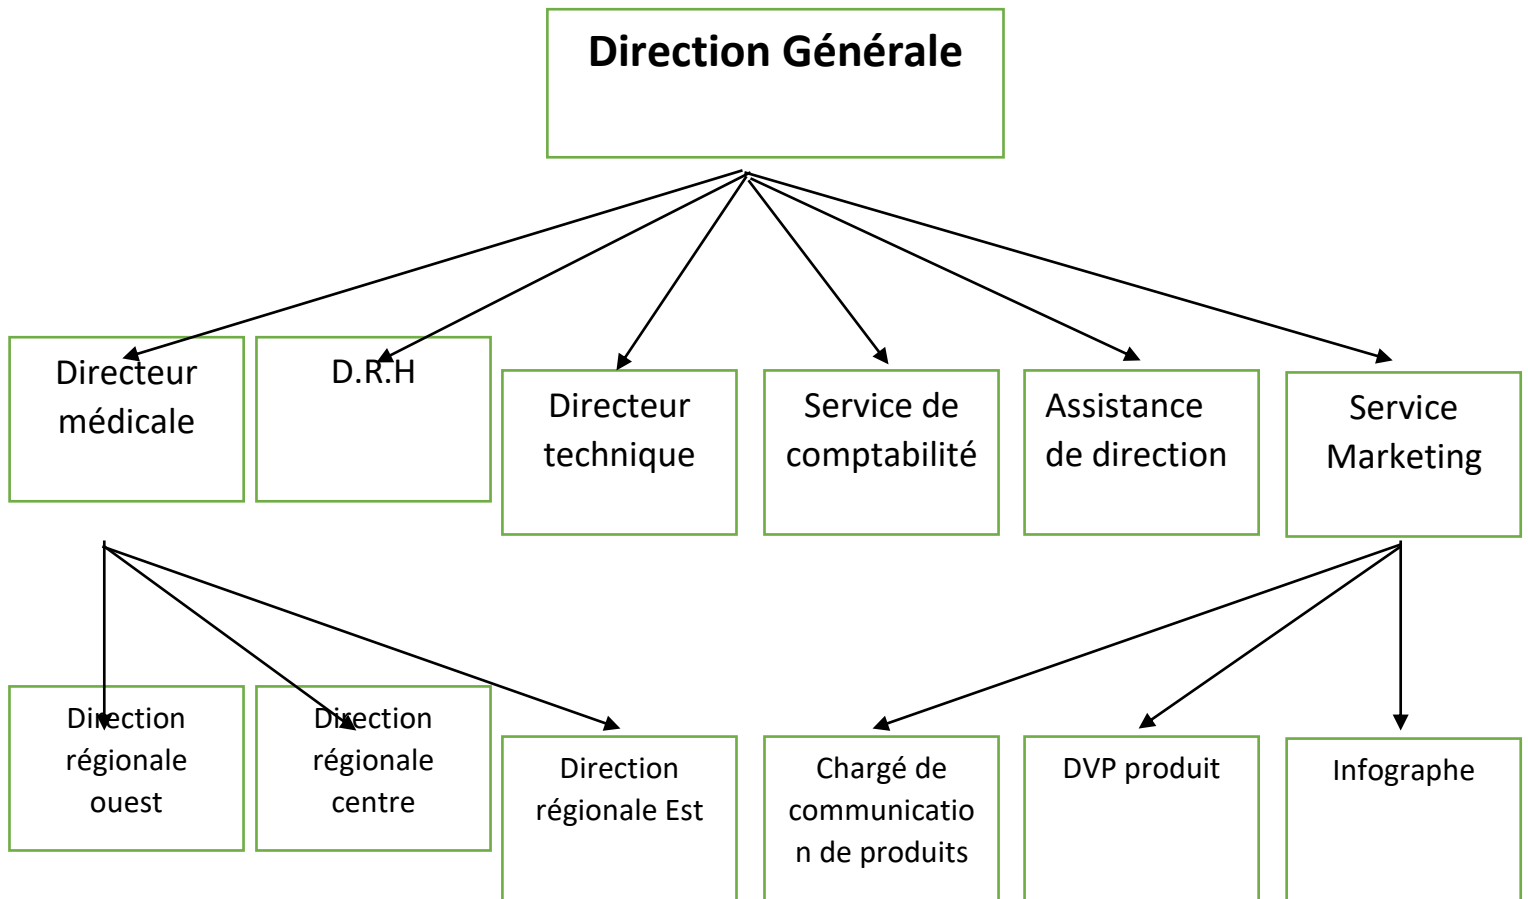 Direction Générale
Directeur
médicale
D.R.H
Directeur
technique
Service de
comptabilité
Assistance
de direction
Service
Marketing
Direction
régionale
ouest
Direction
régionale
centre
Direction
régionale Est
Chargé de
communicatio
n de produits
DVP produit
Infographe